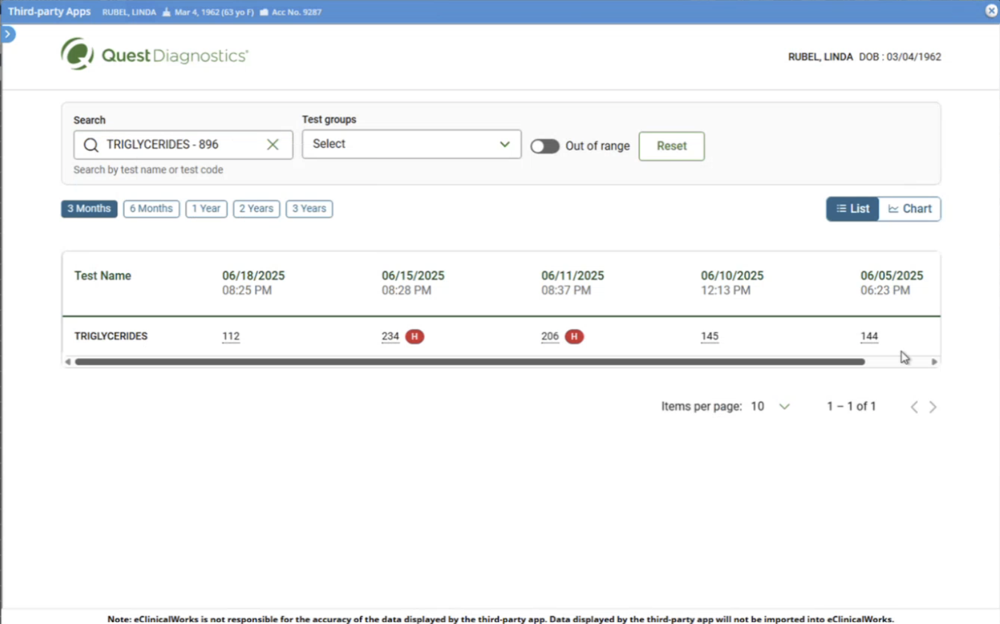 Third-party Apps RUBEL, LINDA Mar 4, 1962 (63 yo F) Acc No. 9287
Quest Diagnostics®
RUBEL, LINDA DOB : 03/04/1962
Search
Test groups
TRIGLYCERIDES - 896
Select
Out of range
Reset
Search by test name or test code
3 Months 6 Months 1 Year 2 Years 3 Years
List Chart
Test Name 06/18/2025 06/15/2025 06/11/2025 06/10/2025 06/05/2025
08:25 PM 08:28 PM 08:37 PM 12:13 PM 06:23 PM
TRIGLYCERIDES 112 234 H 206 H 145 144
Items per page: 10 1 – 1 of 1
Note: eClinicalWorks is not responsible for the accuracy of the data displayed by the third-party app. Data displayed by the third-party app will not be imported into eClinicalWorks.